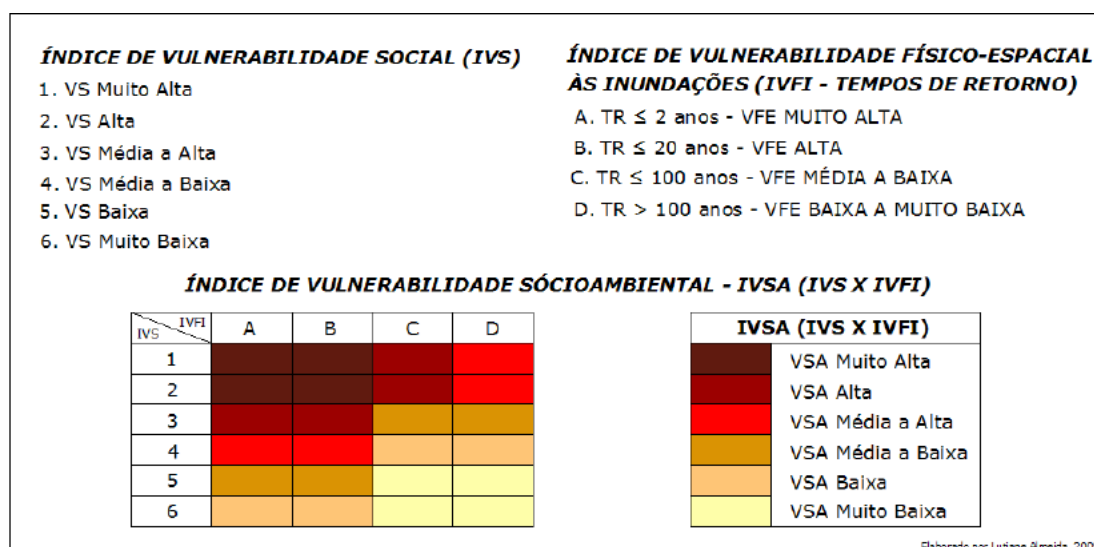 ÍNDICE DE VULNERABILIDADE SOCIAL (IVS)
1. VS Muito Alta
2. VS Alta
3. VS Média a Alta
4. VS Média a Baixa
5. VS Baixa
6. VS Muito Baixa
ÍNDICE DE VULNERABILIDADE FÍSICO-ESPACIAL
ÀS INUNDAÇÕES (IVFI - TEMPOS DE RETORNO)
A. TR ≤ 2 anos - VFE MUITO ALTA
B. TR ≤ 20 anos - VFE ALTA
C. TR ≤ 100 anos - VFE MÉDIA A BAIXA
D. TR > 100 anos - VFE BAIXA A MUITO BAIXA
ÍNDICE DE VULNERABILIDADE SÓCIOAMBIENTAL - IVSA (IVS X IVFI)
IVS IVFI A B C D
1
2
3
4
5
6
IVSA (IVS X IVFI)
VSA Muito Alta
VSA Alta
VSA Média a Alta
VSA Média a Baixa
VSA Baixa
VSA Muito Baixa
Elaborado por Lutiane Almeida, 200